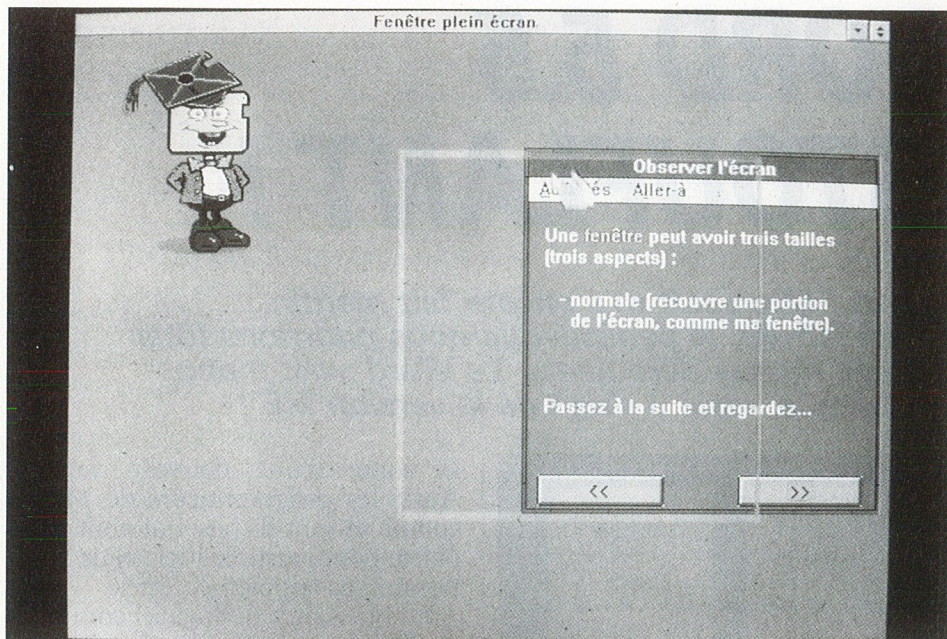 Fenêtre plein écran
Observer l'écran
Aller-à
Une fenêtre peut avoir trois tailles
(trois aspects) :
- normale (recouvre une portion
de l'écran, comme ma fenêtre).
Passez à la suite et regardez...
<< >>